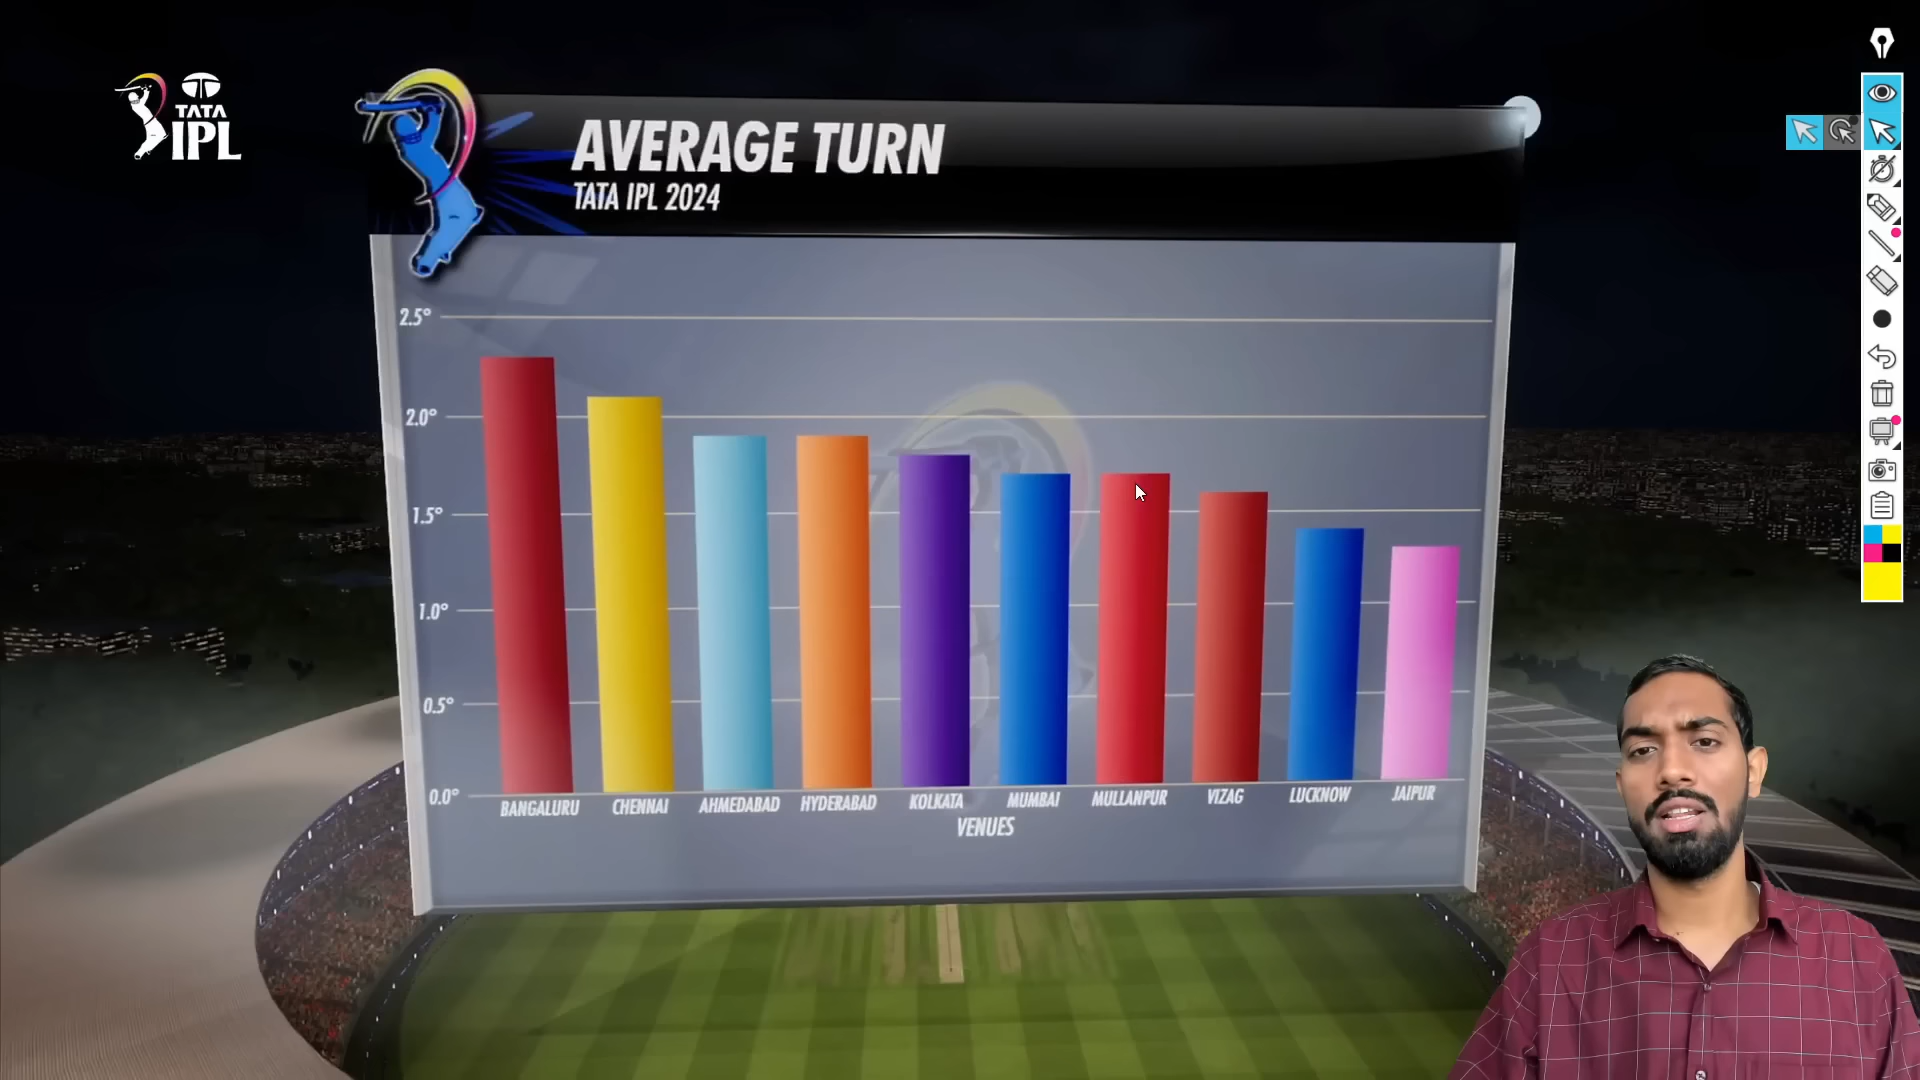 TATA
IPL
AVERAGE TURN
TATA IPL 2024
2.5°
2.0°
1.5°
1.0°
0.5°
0.0°
BANGALURU CHENNAI AHMEDABAD HYDERABAD KOLKATA MUMBAI MULLANPUR VIZAG LUCKNOW JAIPUR
VENUES